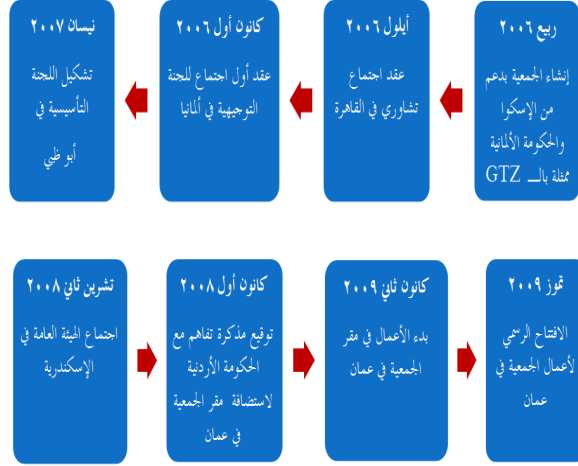 ربيع ٢٠٠٦
إنشاء الجمعية بدعم
من الإسكوا
والحكومة الألمانية
ممثلة بالـــ GTZ
أيلول ٢٠٠٦
عقد اجتماع
تشاوري في القاهرة
كانون أول ٢٠٠٦
عقد أول اجتماع للجنة
التوجيهية في ألمانيا
نيسان ٢٠٠٧
تشكيل اللجنة
التأسيسية في
أبو ظبي
تشرين ثاني ٢٠٠٨
اجتماع الهيئة العامة في
الإسكندرية
كانون أول ٢٠٠٨
توقيع مذكرة تفاهم مع
الحكومة الأردنية
لاستضافة مقر الجمعية
في عمان
كانون ثاني ٢٠٠٩
بدء الأعمال في مقر
الجمعية في عمان
تموز ٢٠٠٩
الافتتاح الرسمي
لأعمال الجمعية في
عمان